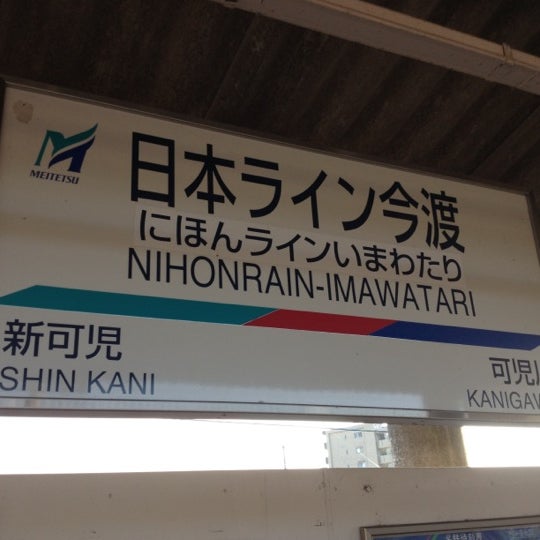 MEITETSU
日本ライン今渡
にほんラインいまわたり
NIHONRAIN-IMAWATARI
新可児
SHIN KANI
可児
KANIGA